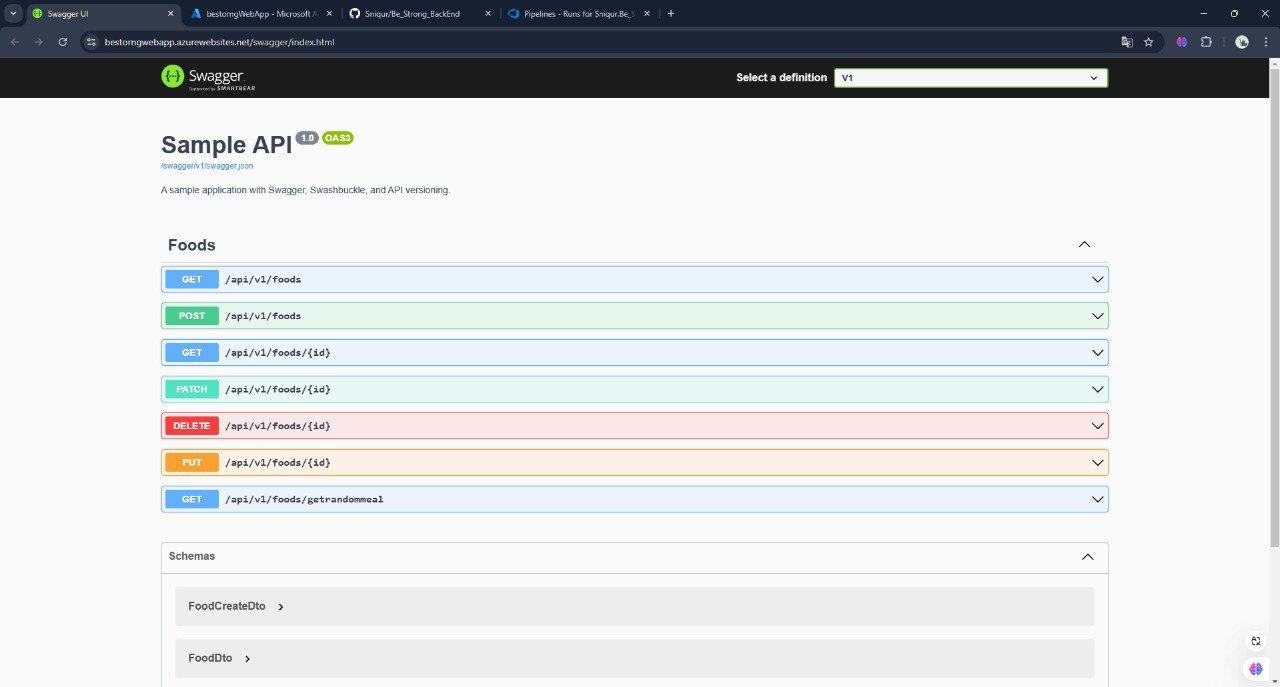 Swagger UI
bestorngWebApp - Microsoft A
Sniqur/Be_Strong_BackEnd
Pipelines - Runs for Sniqur.Be_S
bestorngwebapp.azurewebsites.net/swagger/index.html
Swagger
Supported by SMARTBEAR
Select a definition
V1
Sample API 1.0 OAS3
/swagger/v1/swagger.json
A sample application with Swagger, Swashbuckle, and API versioning.
Foods
GET /api/v1/foods
POST /api/v1/foods
GET /api/v1/foods/{id}
PATCH /api/v1/foods/{id}
DELETE /api/v1/foods/{id}
PUT /api/v1/foods/{id}
GET /api/v1/foods/getrandommeal
Schemas
FoodCreateDto
FoodDto